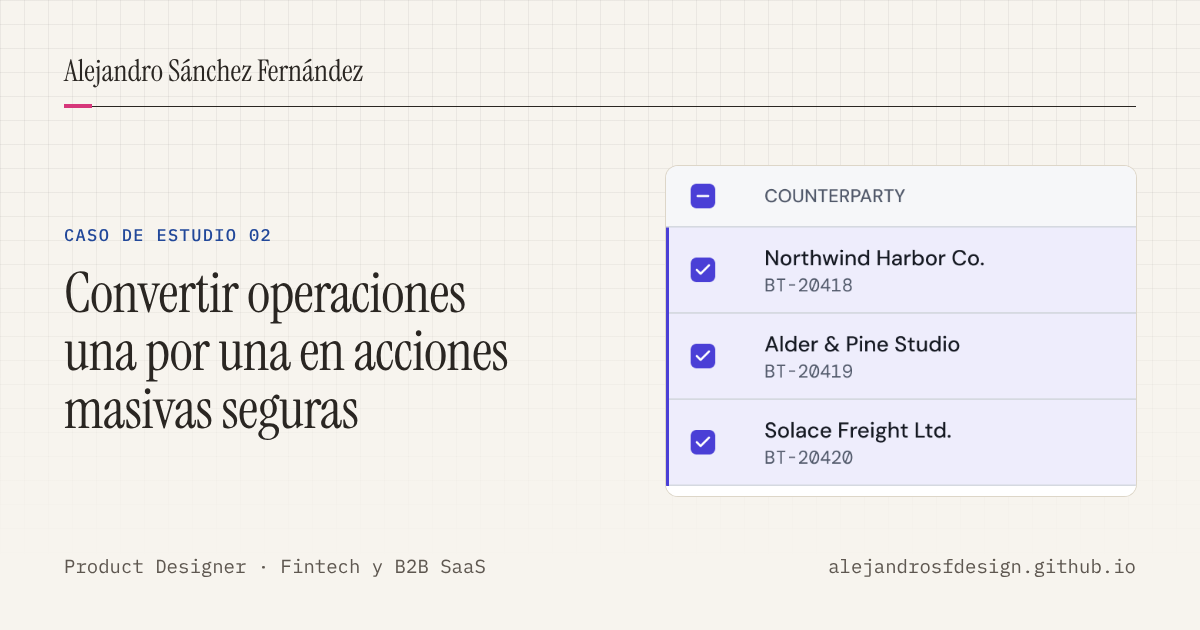 Alejandro Sánchez Fernández
CASO DE ESTUDIO 02
Convertir operaciones
una por una en acciones
masivas seguras
COUNTERPARTY
Northwind Harbor Co.
BT-20418
Alder & Pine Studio
BT-20419
Solace Freight Ltd.
BT-20420
Product Designer · Fintech y B2B SaaS
alejandrosfdesign.github.io